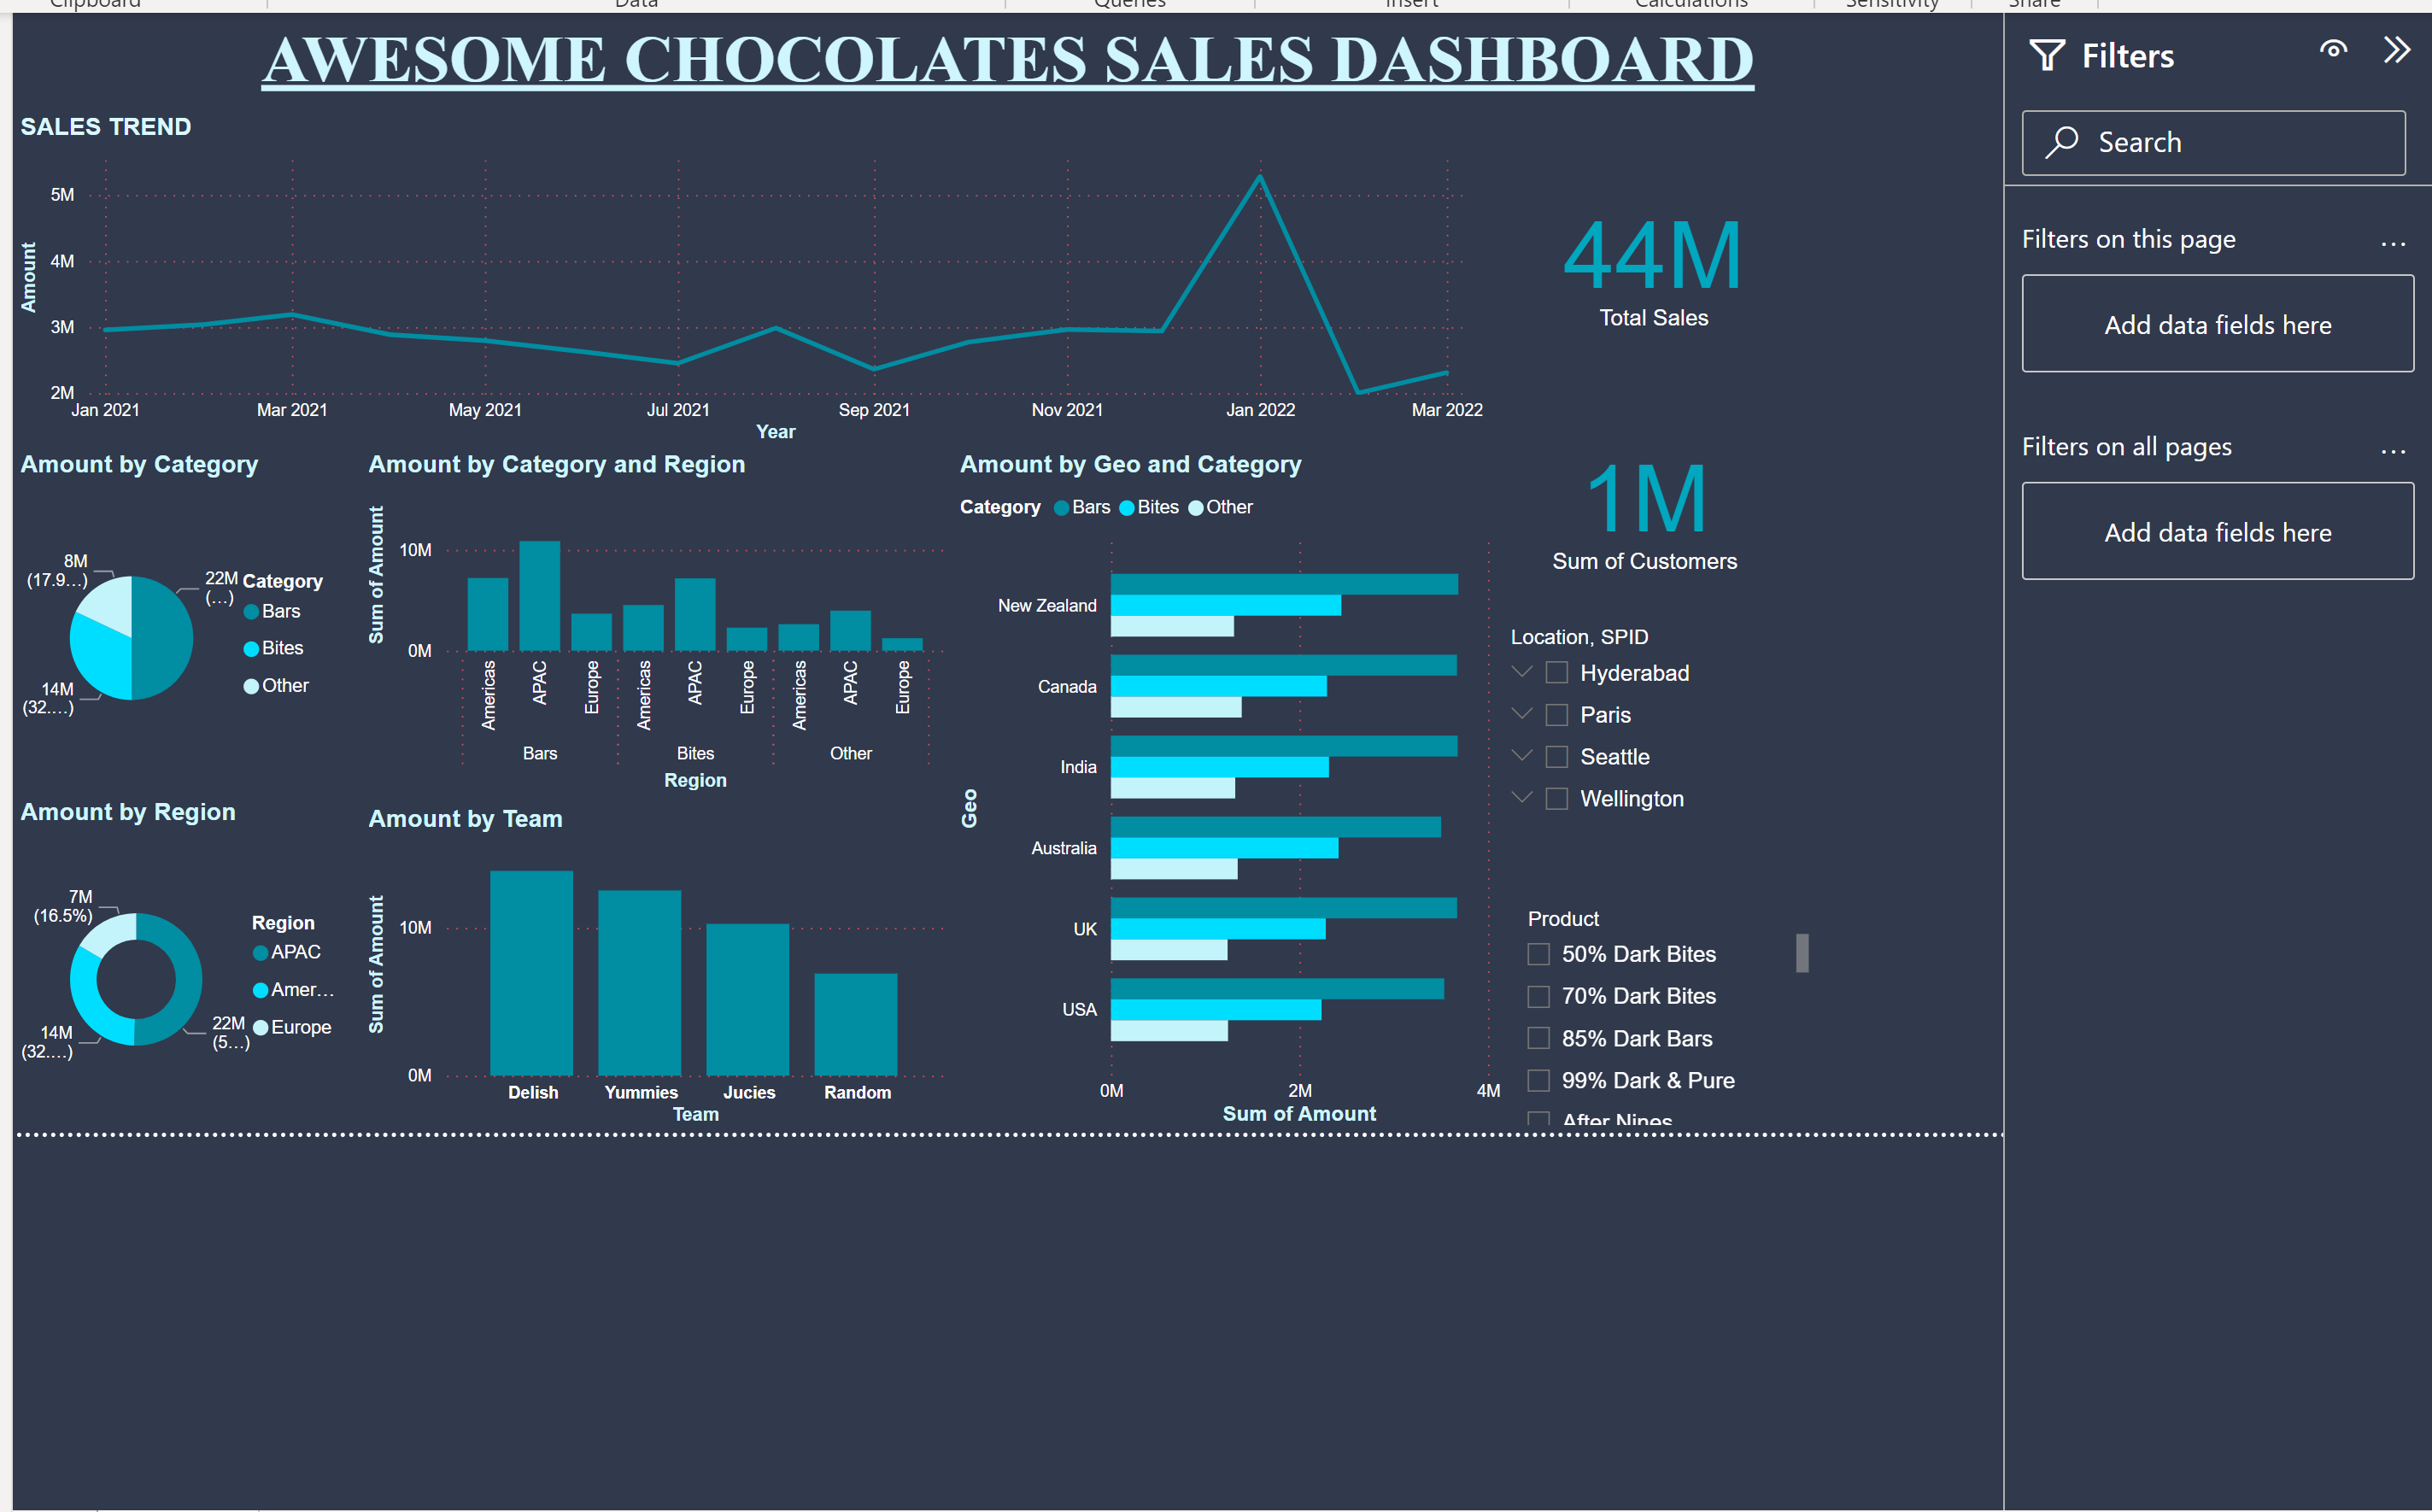 Clipboard
Data
Queries
Insert
Calculations
Sensitivity
Share
AWESOME CHOCOLATES SALES DASHBOARD
SALES TREND
Amount
5M
4M
3M
2M
Jan 2021
Mar 2021
May 2021
Jul 2021
Sep 2021
Nov 2021
Jan 2022
Mar 2022
Year
44M
Total Sales
1M
Sum of Customers
Amount by Category
8M
(17.9…)
22M
(…)
14M
(32.…)
Category
Bars
Bites
Other
Amount by Category and Region
Sum of Amount
10M
0M
Americas
APAC
Europe
Americas
APAC
Europe
Americas
APAC
Europe
Bars
Bites
Other
Region
Amount by Geo and Category
Category Bars Bites Other
Geo
New Zealand
Canada
India
Australia
UK
USA
0M
2M
4M
Sum of Amount
Amount by Region
7M
(16.5%)
14M
(32.…)
22M
(5…)
Region
APAC
Amer…
Europe
Amount by Team
Sum of Amount
10M
0M
Delish
Yummies
Jucies
Random
Team
Location, SPID
Hyderabad
Paris
Seattle
Wellington
Product
50% Dark Bites
70% Dark Bites
85% Dark Bars
99% Dark & Pure
After Nines
Filters
Search
Filters on this page
...
Add data fields here
Filters on all pages
...
Add data fields here